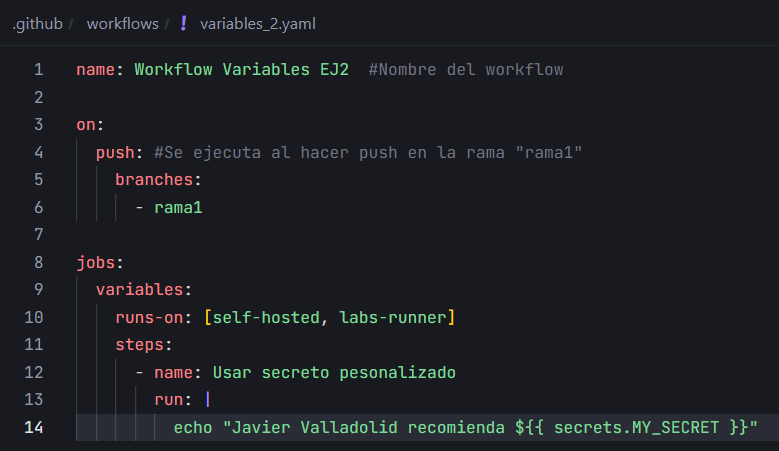 .github / workflows / ! variables_2.yaml
1 name: Workflow Variables EJ2  #Nombre del workflow
2
3 on:
4   push: #Se ejecuta al hacer push en la rama "rama1"
5     branches:
6       - rama1
7
8 jobs:
9   variables:
10     runs-on: [self-hosted, labs-runner]
11     steps:
12       - name: Usar secreto pesonalizado
13         run: |
14           echo "Javier Valladolid recomienda ${{ secrets.MY_SECRET }}"